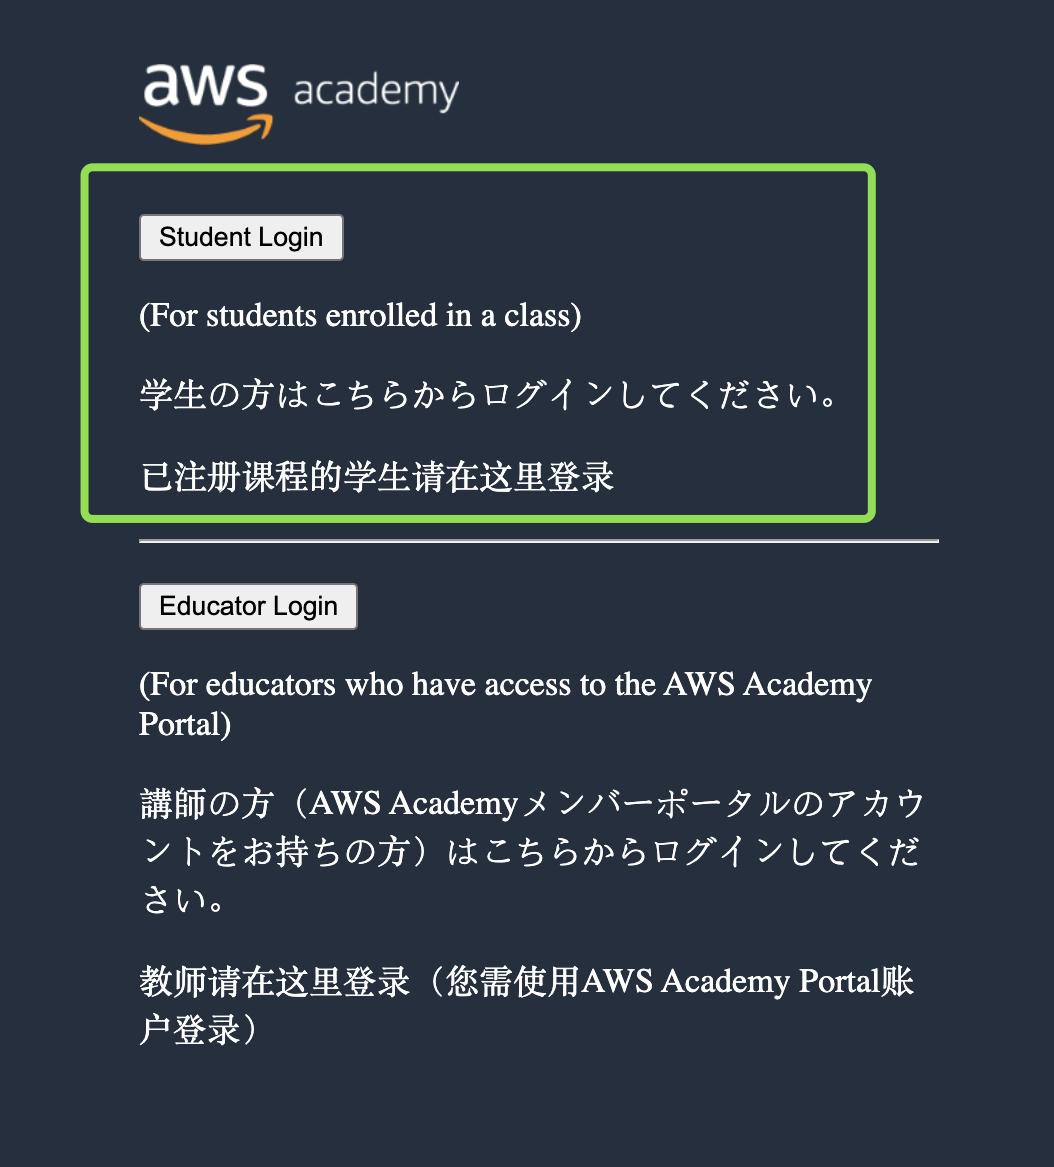 aws academy
Student Login
(For students enrolled in a class)
学生の方はこちらからログインしてください。
已注册课程的学生请在这里登录
Educator Login
(For educators who have access to the AWS Academy
Portal)
講師の方（AWS Academyメンバーポータルのアカウ
ントをお持ちの方）はこちらからログインしてくだ
さい。
教师请在这里登录（您需使用AWS Academy Portal账
户登录）